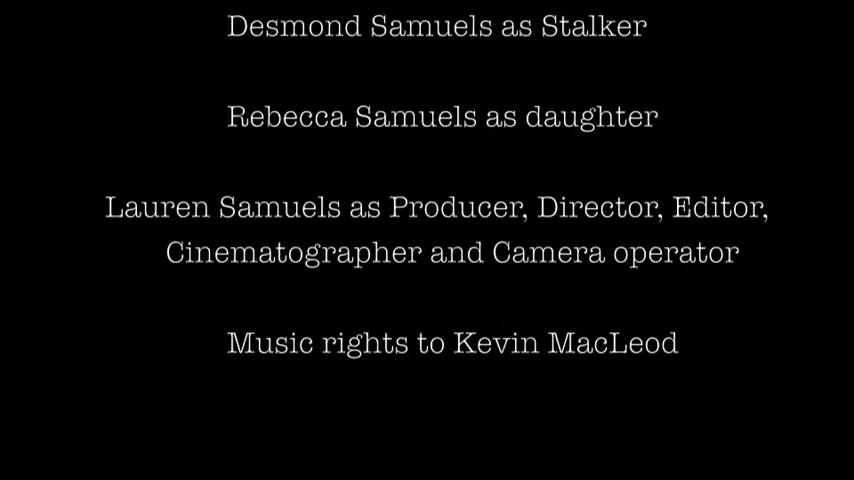 Desmond Samuels as Stalker
Rebecca Samuels as daughter
Lauren Samuels as Producer, Director, Editor,
Cinematographer and Camera operator
Music rights to Kevin MacLeod